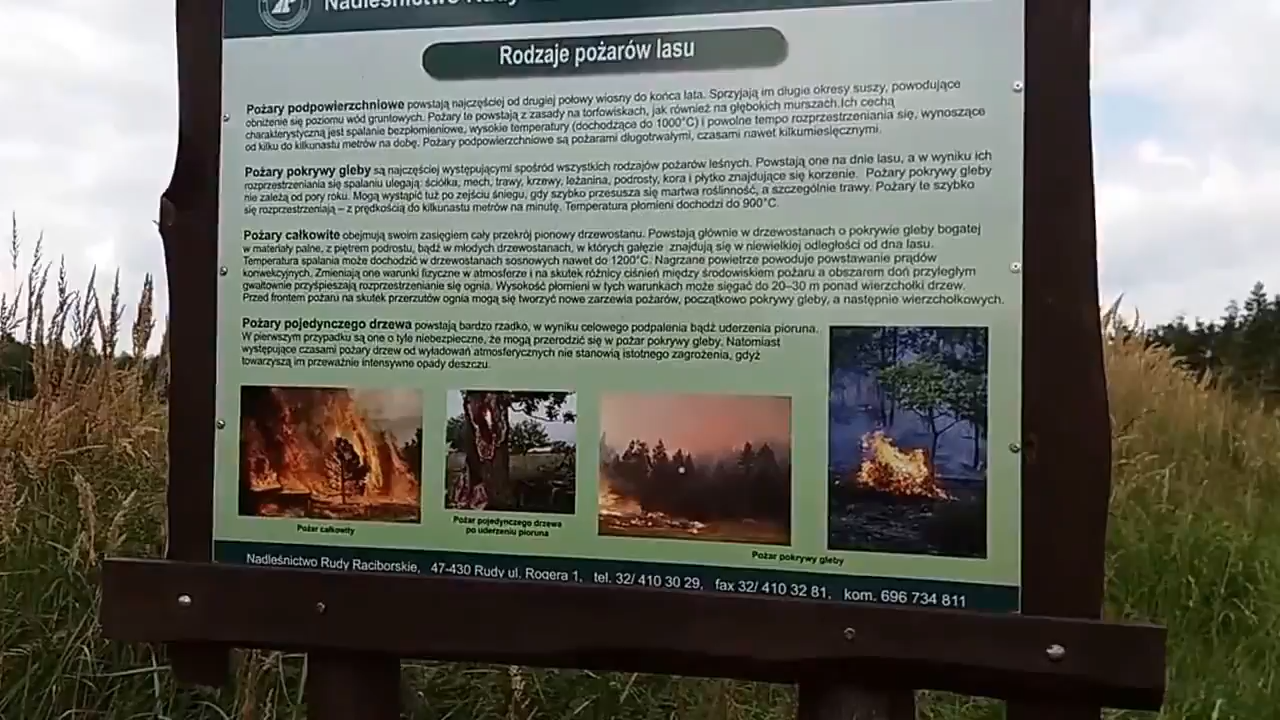 Nadleśnictwo Rudy
Rodzaje pożarów lasu
Pożary podpowierzchniowe powstają najczęściej od drugiej połowy wiosny do końca lata. Sprzyjają im długie okresy suszy, powodujące
obniżenie się poziomu wód gruntowych. Pożary te powstają z zasady na torfowiskach, jak również na głębokich murszach. Ich cechą
charakterystyczną jest spalanie bezpłomieniowe, wysokie temperatury (dochodzące do 1000°C) i powolne tempo rozprzestrzeniania się, wynoszące
od kilku do kilkunastu metrów na dobę. Pożary podpowierzchniowe są pożarami długotrwałymi, czasami nawet kilkumiesięcznymi.
Pożary pokrywy gleby są najczęściej występującymi spośród wszystkich rodzajów pożarów leśnych. Powstają one na dnie lasu, a w wyniku ich
rozprzestrzeniania się spalaniu ulegają: ściółka, mech, trawy, krzewy, leżanina, podrosty, kora i płytko znajdujące się korzenie. Pożary pokrywy gleby
nie zależą od pory roku. Mogą wystąpić tuż po zejściu śniegu, gdy szybko przesusza się martwa roślinność, a szczególnie trawy. Pożary te szybko
się rozprzestrzeniają – z prędkością do kilkunastu metrów na minutę. Temperatura płomieni dochodzi do 900°C.
Pożary całkowite obejmują swoim zasięgiem cały przekrój pionowy drzewostanu. Powstają głównie w drzewostanach o pokrywie gleby bogatej
w materiały palne, z piętrem podrostu, bądź w młodych drzewostanach, w których gałęzie znajdują się w niewielkiej odległości od dna lasu.
Temperatura spalania może dochodzić w drzewostanach sosnowych nawet do 1200°C. Nagrzane powietrze powoduje powstawanie prądów
konwekcyjnych. Zmieniają one warunki fizyczne w atmosferze i na skutek różnicy ciśnień między środowiskiem pożaru a obszarem doń przyległym
gwałtownie przyśpieszają rozprzestrzenianie się ognia. Wysokość płomieni w tych warunkach może sięgać do 20–30 m ponad wierzchołki drzew.
Przed frontem pożaru na skutek przerzutów ognia mogą się tworzyć nowe zarzewia pożarów, początkowo pokrywy gleby, a następnie wierzchołkowych.
Pożary pojedynczego drzewa powstają bardzo rzadko, w wyniku celowego podpalenia bądź uderzenia pioruna.
W pierwszym przypadku są one o tyle niebezpieczne, że mogą przerodzić się w pożar pokrywy gleby. Natomiast
występujące czasami pożary drzew od wyładowań atmosferycznych nie stanowią istotnego zagrożenia, gdyż
towarzyszą im przeważnie intensywne opady deszczu.
Pożar całkowity
Pożar pojedynczego drzewa
po uderzeniu pioruna
Pożar pokrywy gleby
Nadleśnictwo Rudy Raciborskie, 47-430 Rudy ul. Rogera 1, tel. 32/ 410 30 29, fax 32/ 410 32 81, kom. 696 734 811